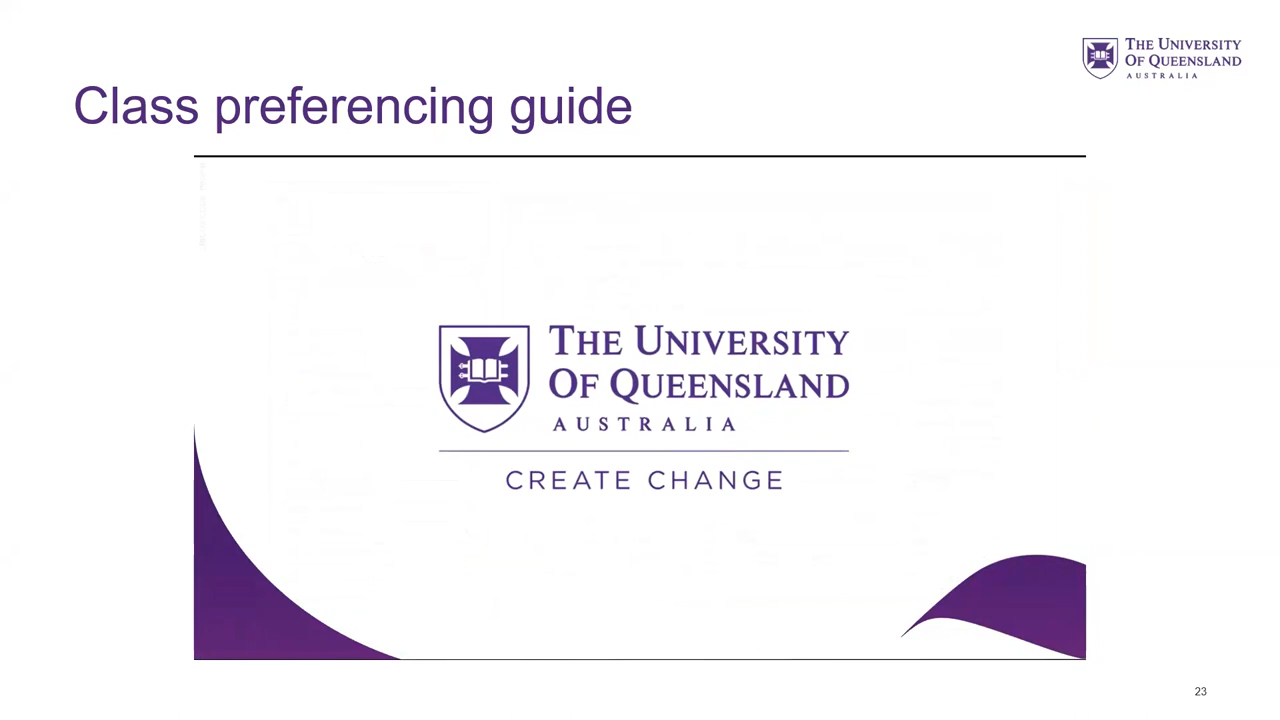 THE UNIVERSITY
OF QUEENSLAND
AUSTRALIA
Class preferencing guide
THE UNIVERSITY
OF QUEENSLAND
AUSTRALIA
CREATE CHANGE
23